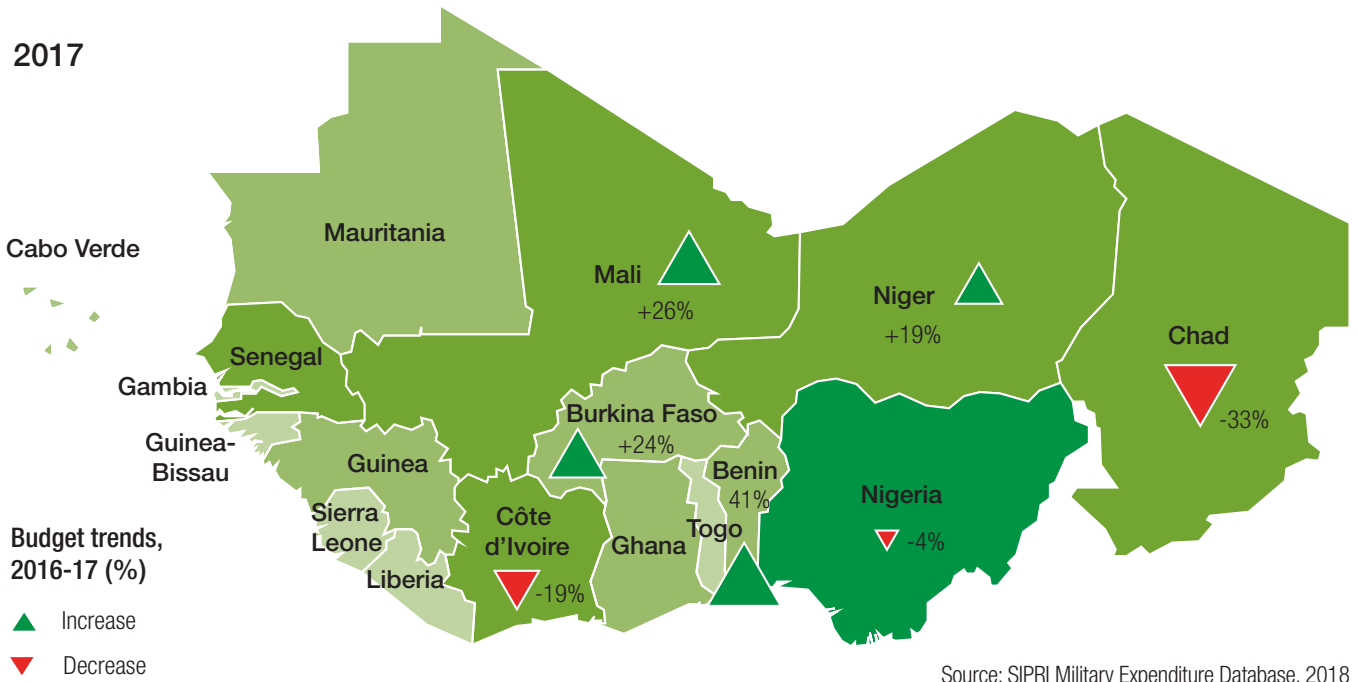 2017
Cabo Verde
Mauritania
Mali
+26%
Niger
+19%
Chad
-33%
Senegal
Gambia
Guinea-
Bissau
Guinea
Sierra
Leone
Liberia
Côte
d’Ivoire
-19%
Burkina Faso
+24%
Ghana
Togo
Benin
41%
Nigeria
-4%
Budget trends,
2016-17 (%)
Increase
Decrease
Source: SIPRI Military Expenditure Database, 2018